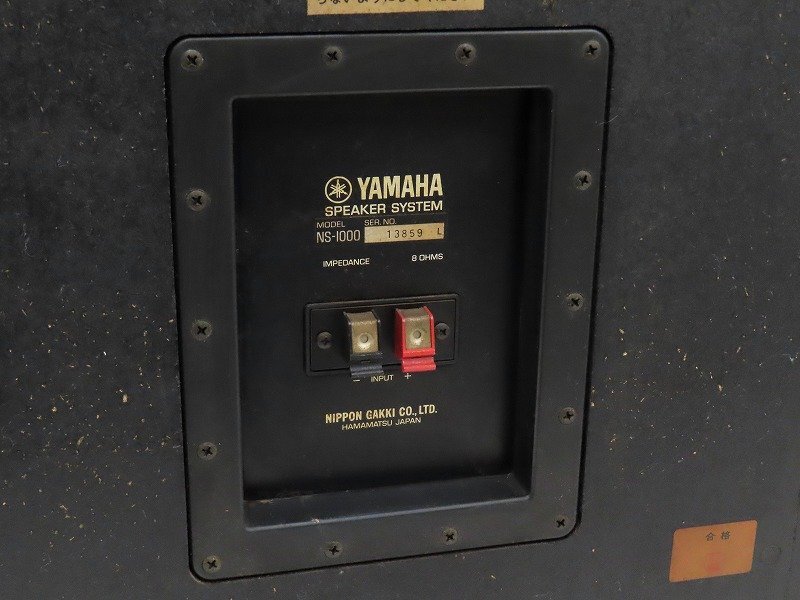 YAMAHA
SPEAKER SYSTEM
MODEL SER. NO.
NS-1000 13859 L
IMPEDANCE 8 OHMS
− INPUT +
NIPPON GAKKI CO., LTD.
HAMAMATSU JAPAN
合格